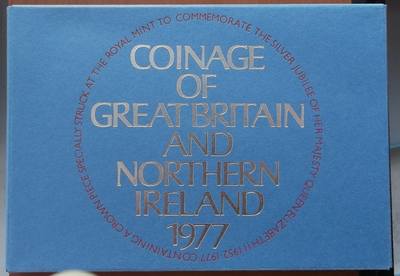 COINAGE
OF
GREAT BRITAIN
AND
NORTHERN
IRELAND
1977
CONTAINING A CROWN PIECE SPECIALLY STRUCK AT THE ROYAL MINT TO COMMEMORATE THE SILVER JUBILEE OF HER MAJESTY QUEEN ELIZABETH II 1952-1977